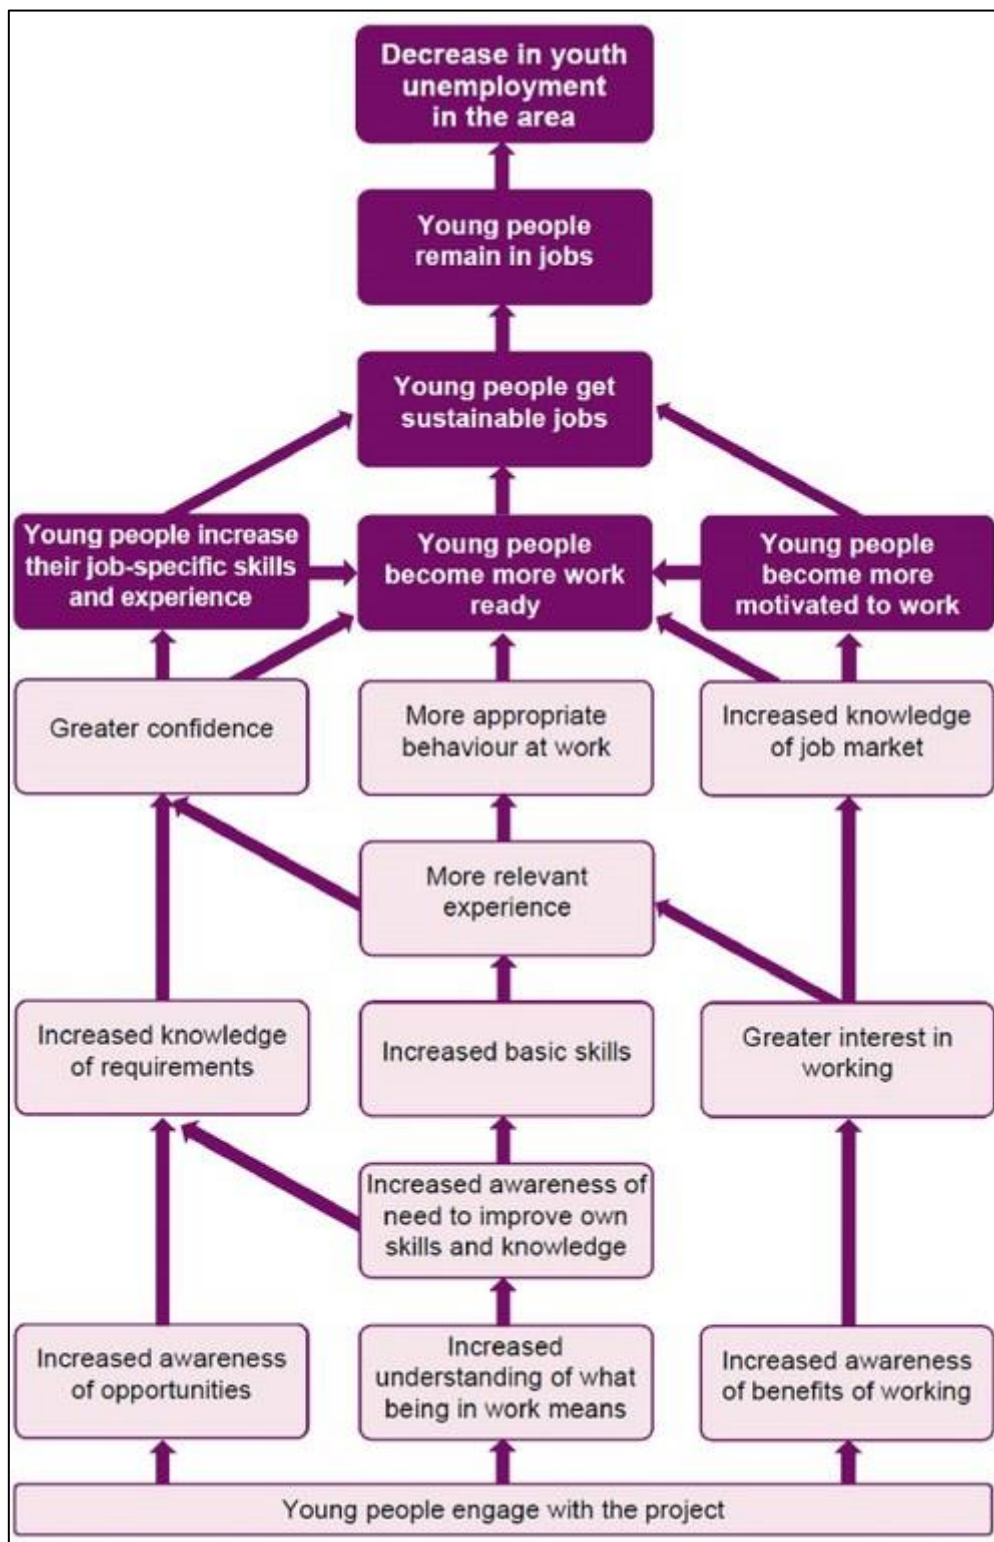 Decrease in youth
unemployment
in the area
Young people
remain in jobs
Young people get
sustainable jobs
Young people increase
their job-specific skills
and experience
Young people
become more work
ready
Young people
become more
motivated to work
Greater confidence
More appropriate
behaviour at work
Increased knowledge
of job market
More relevant
experience
Increased knowledge
of requirements
Increased basic skills
Greater interest in
working
Increased awareness of
need to improve own
skills and knowledge
Increased awareness
of opportunities
Increased
understanding of what
being in work means
Increased awareness
of benefits of working
Young people engage with the project